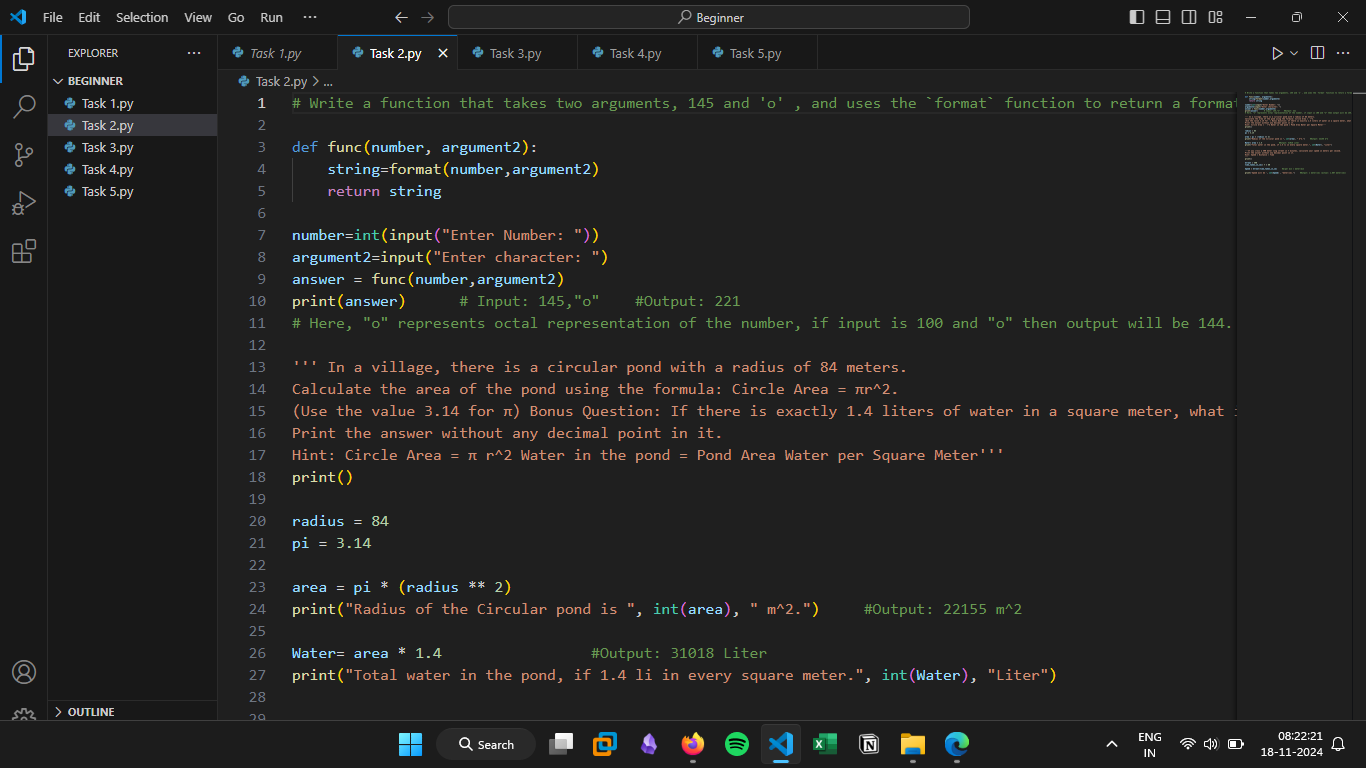 File Edit Selection View Go Run ··· Beginner
EXPLORER ···
BEGINNER
Task 1.py
Task 2.py
Task 3.py
Task 4.py
Task 5.py
OUTLINE
Task 1.py Task 2.py Task 3.py Task 4.py Task 5.py
Task 2.py > ...
1 # Write a function that takes two arguments, 145 and 'o' , and uses the `format` function to return a format
2
3 def func(number, argument2):
4 string=format(number,argument2)
5 return string
6
7 number=int(input("Enter Number: "))
8 argument2=input("Enter character: ")
9 answer = func(number,argument2)
10 print(answer) # Input: 145,"o" #Output: 221
11 # Here, "o" represents octal representation of the number, if input is 100 and "o" then output will be 144.
12
13 ''' In a village, there is a circular pond with a radius of 84 meters.
14 Calculate the area of the pond using the formula: Circle Area = πr^2.
15 (Use the value 3.14 for π) Bonus Question: If there is exactly 1.4 liters of water in a square meter, what
16 Print the answer without any decimal point in it.
17 Hint: Circle Area = π r^2 Water in the pond = Pond Area Water per Square Meter'''
18 print()
19
20 radius = 84
21 pi = 3.14
22
23 area = pi * (radius ** 2)
24 print("Radius of the Circular pond is ", int(area), " m^2.") #Output: 22155 m^2
25
26 Water= area * 1.4 #Output: 31018 Liter
27 print("Total water in the pond, if 1.4 li in every square meter.", int(Water), "Liter")
28
29
Search
ENG
IN
08:22:21
18-11-2024